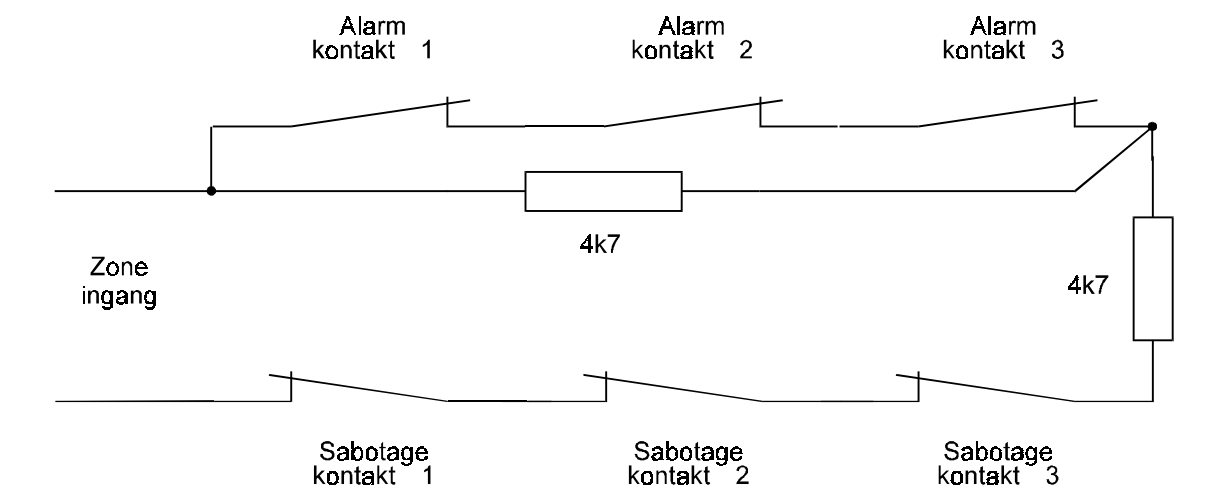 Alarm
kontakt 1
Alarm
kontakt 2
Alarm
kontakt 3
4k7
Zone
ingang
4k7
Sabotage
kontakt 1
Sabotage
kontakt 2
Sabotage
kontakt 3